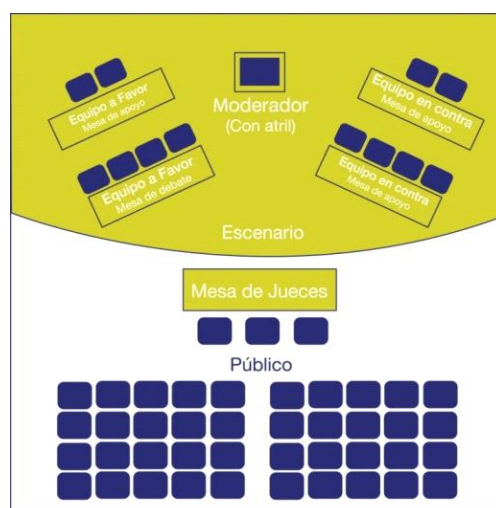 Equipo a Favor
Mesa de apoyo
Moderador
(Con atril)
Equipo en contra
Mesa de apoyo
Equipo a Favor
Mesa de debate
Equipo en contra
Mesa de apoyo
Escenario
Mesa de Jueces
Público